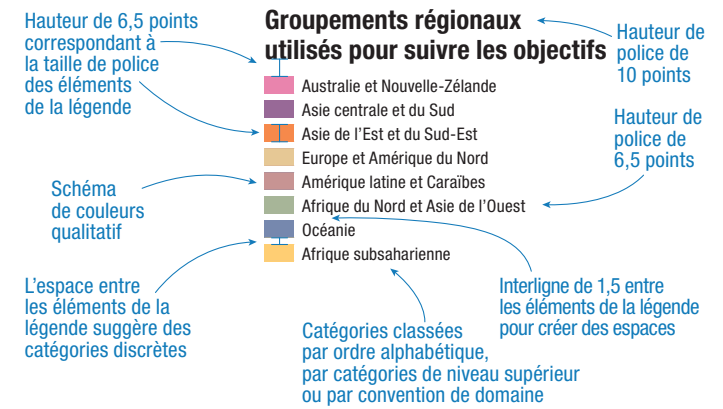 Hauteur de 6,5 points
correspondant à
la taille de police
des éléments
de la légende
Groupements régionaux
utilisés pour suivre les objectifs
Hauteur de
police de
10 points
Australie et Nouvelle-Zélande
Asie centrale et du Sud
Asie de l'Est et du Sud-Est
Europe et Amérique du Nord
Amérique latine et Caraïbes
Afrique du Nord et Asie de l'Ouest
Océanie
Afrique subsaharienne
Hauteur de
police de
6,5 points
Schéma
de couleurs
qualitatif
L'espace entre
les éléments de la
légende suggère des
catégories discrètes
Catégories classées
par ordre alphabétique,
par catégories de niveau supérieur
ou par convention de domaine
Interligne de 1,5 entre
les éléments de la légende
pour créer des espaces